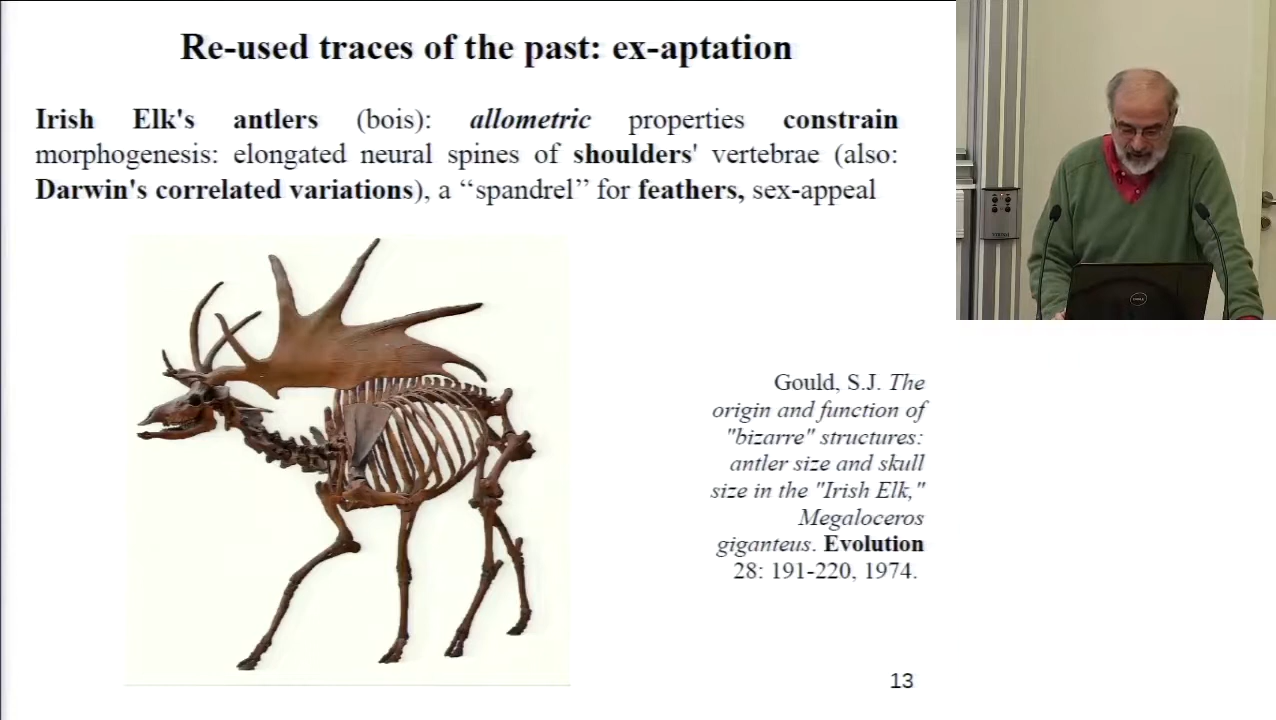 Re-used traces of the past: ex-aptation
Irish Elk's antlers (bois): allometric properties constrain
morphogenesis: elongated neural spines of shoulders' vertebrae (also:
Darwin's correlated variations), a ‘‘spandrel’’ for feathers, sex-appeal
Gould, S.J. The
origin and function of
"bizarre" structures:
antler size and skull
size in the "Irish Elk,"
Megaloceros
giganteus. Evolution
28: 191-220, 1974.
13
DELL